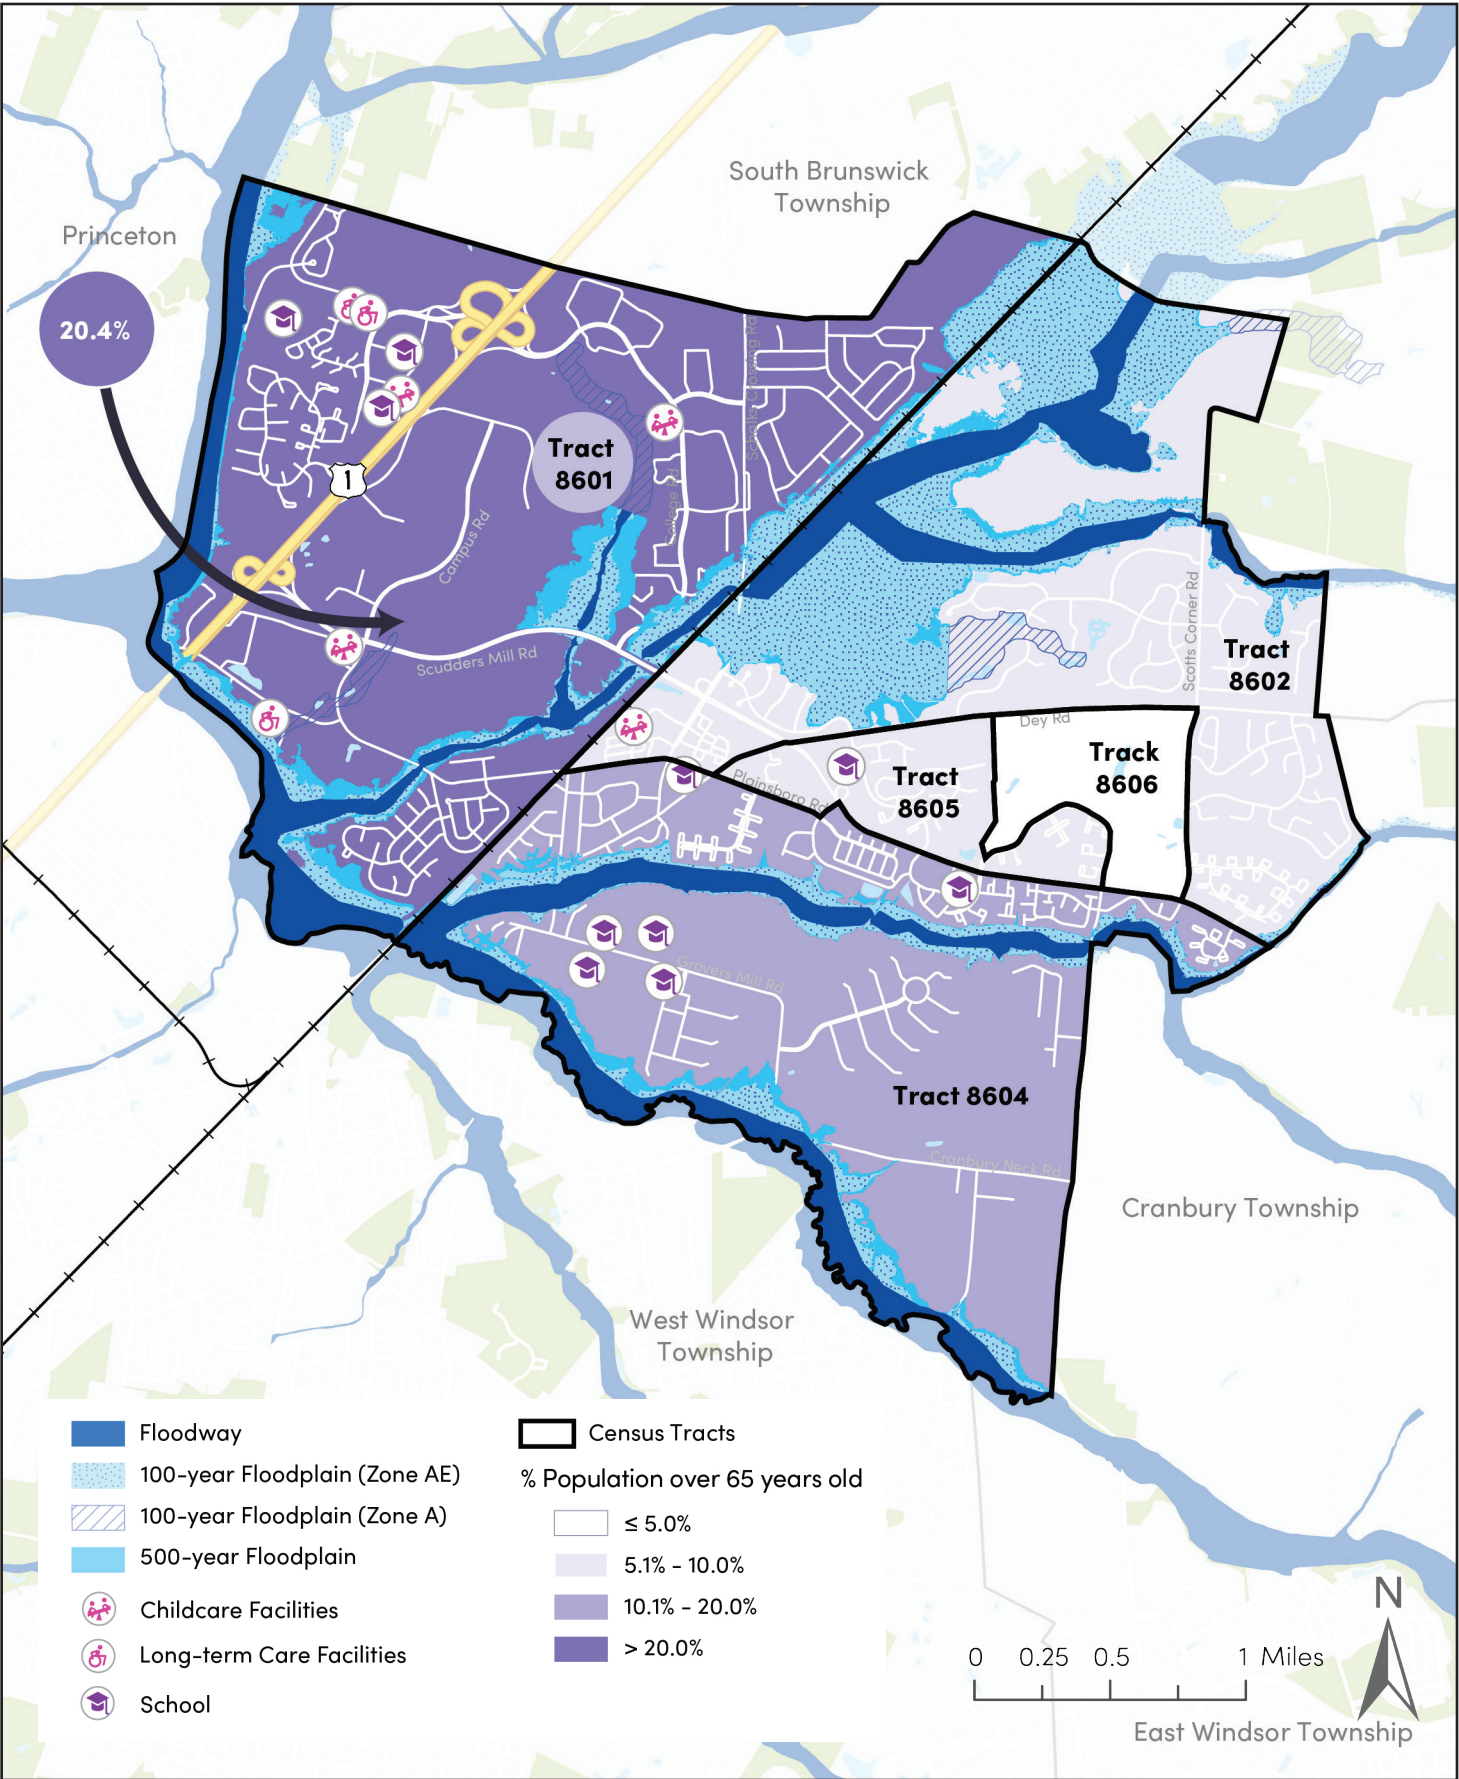 South Brunswick
Township
Princeton
20.4%
Schalks Crossing Rd
Tract
8601
1
College Rd
Campus Rd
Scudders Mill Rd
Scotts Corner Rd
Tract
8602
Dey Rd
Track
8606
Tract
8605
Plainsboro Rd
Grovers Mill Rd
Tract 8604
Cranbury Neck Rd
Cranbury Township
West Windsor
Township
Floodway
100-year Floodplain (Zone AE)
100-year Floodplain (Zone A)
500-year Floodplain
Childcare Facilities
Long-term Care Facilities
School
Census Tracts
% Population over 65 years old
≤ 5.0%
5.1% - 10.0%
10.1% - 20.0%
> 20.0%
N
0 0.25 0.5 1 Miles
East Windsor Township